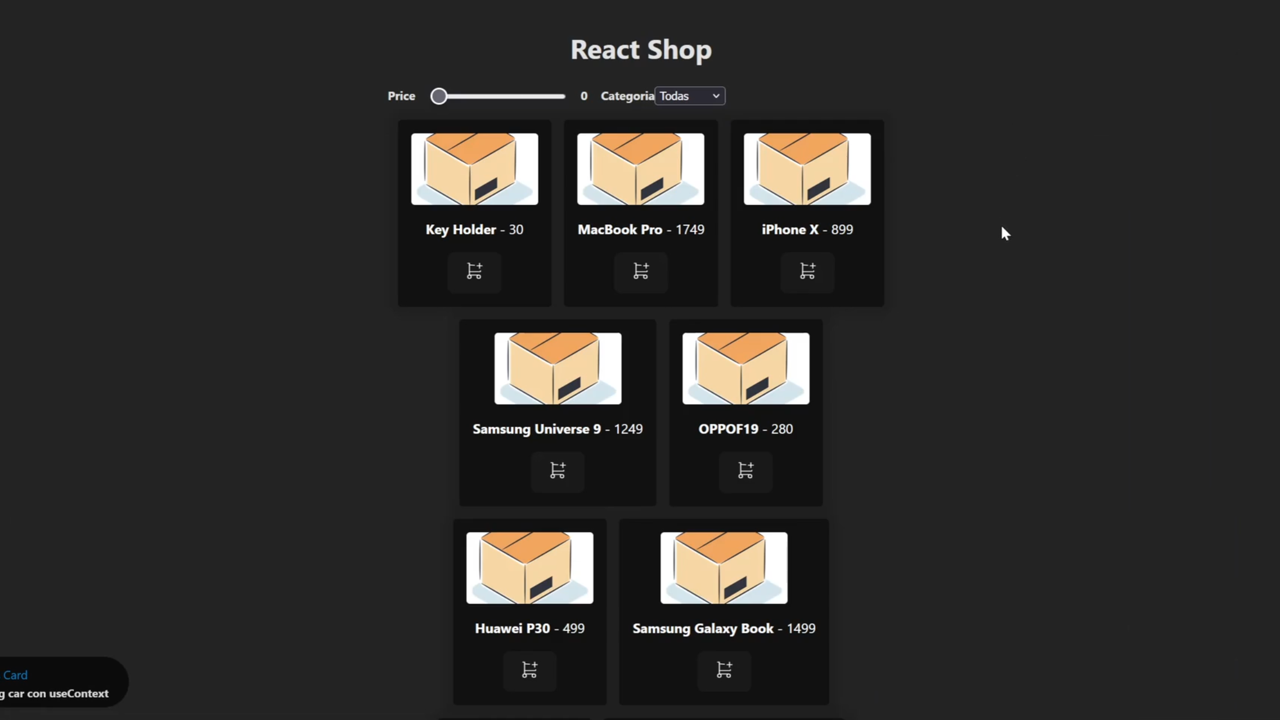 React Shop
Price 0 Categoria Todas
Key Holder - 30
MacBook Pro - 1749
iPhone X - 899
Samsung Universe 9 - 1249
OPPOF19 - 280
Huawei P30 - 499
Samsung Galaxy Book - 1499
Card
g car con useContext